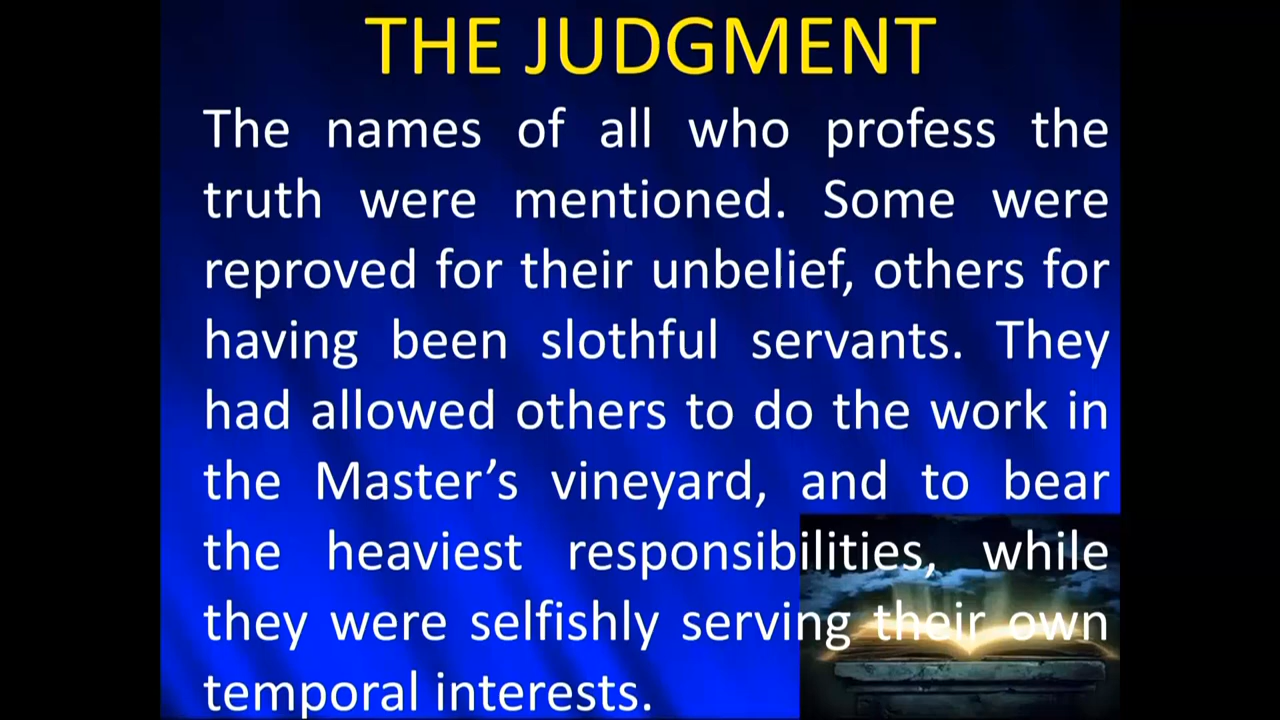 THE JUDGMENT
The names of all who profess the
truth were mentioned. Some were
reproved for their unbelief, others for
having been slothful servants. They
had allowed others to do the work in
the Master’s vineyard, and to bear
the heaviest responsibilities, while
they were selfishly serving their own
temporal interests.